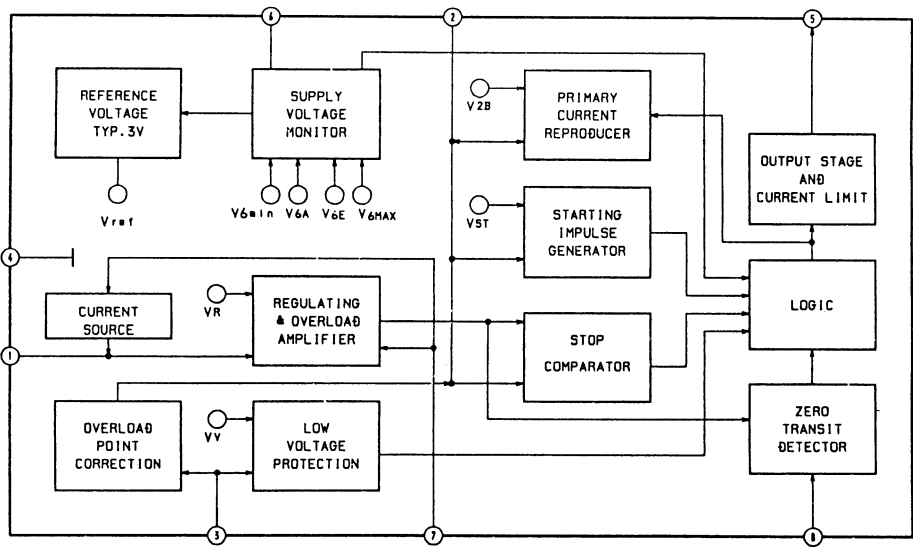 6
2
5
REFERENCE
VOLTAGE
TYP.3V
SUPPLY
VOLTAGE
MONITOR
V2B
PRIMARY
CURRENT
REPRODUCER
OUTPUT STAGE
AND
CURRENT LIMIT
Vref
V6min
V6A
V6E
V6MAX
VST
STARTING
IMPULSE
GENERATOR
4
CURRENT
SOURCE
VR
REGULATING
& OVERLOAD
AMPLIFIER
LOGIC
1
STOP
COMPARATOR
OVERLOAD
POINT
CORRECTION
VV
LOW
VOLTAGE
PROTECTION
ZERO
TRANSIT
DETECTOR
3
7
8